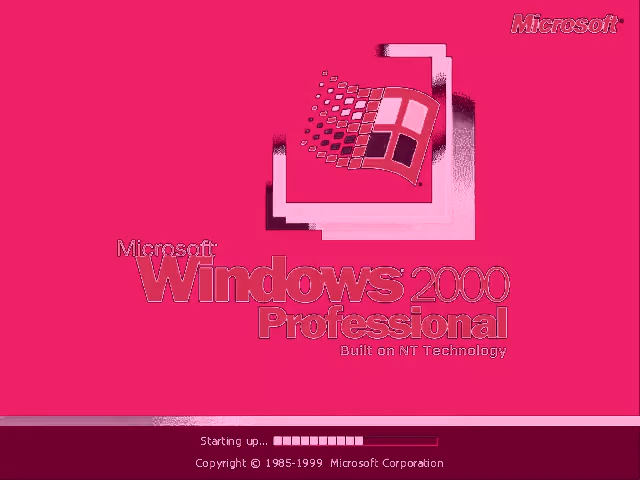 Microsoft
Microsoft
Windows 2000
Professional
Built on NT Technology
Starting up...
Copyright © 1985-1999 Microsoft Corporation